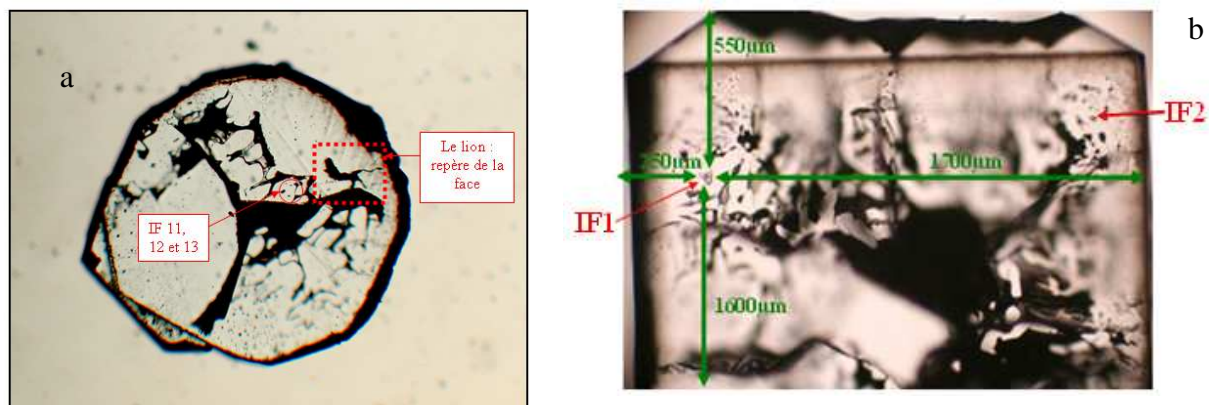 a
Le lion :
repère de la
face
IF 11,
12 et 13
b
550µm
IF2
250µm
1700µm
IF1
1600µm